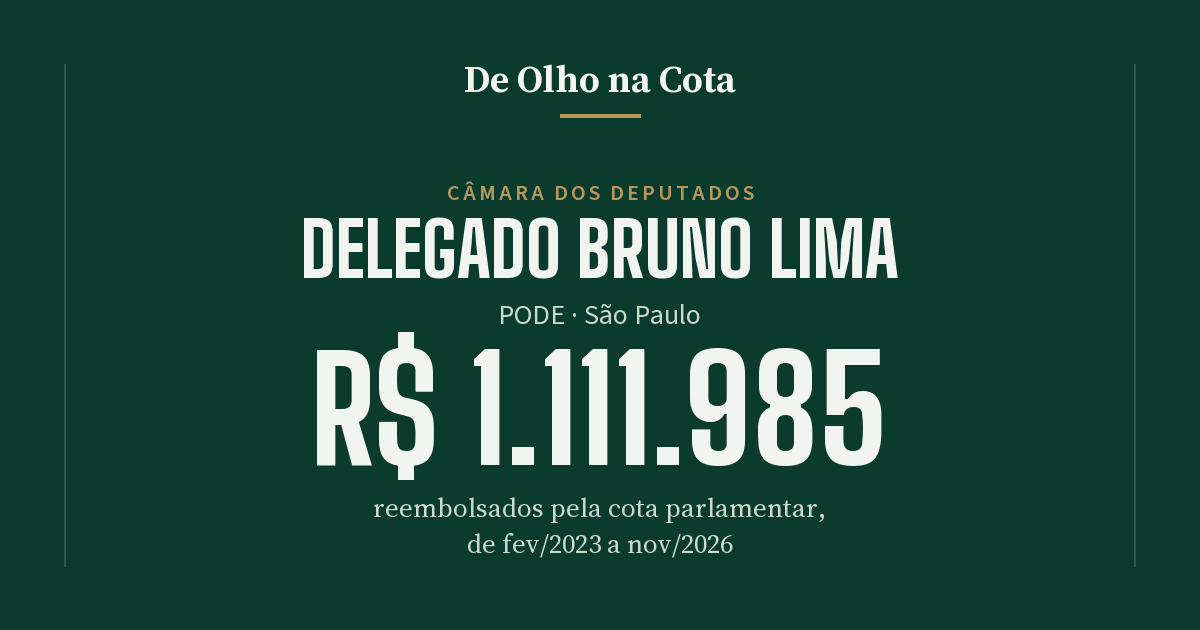 De Olho na Cota
CÂMARA DOS DEPUTADOS
DELEGADO BRUNO LIMA
PODE · São Paulo
R$ 1.111.985
reembolsados pela cota parlamentar,
de fev/2023 a nov/2026